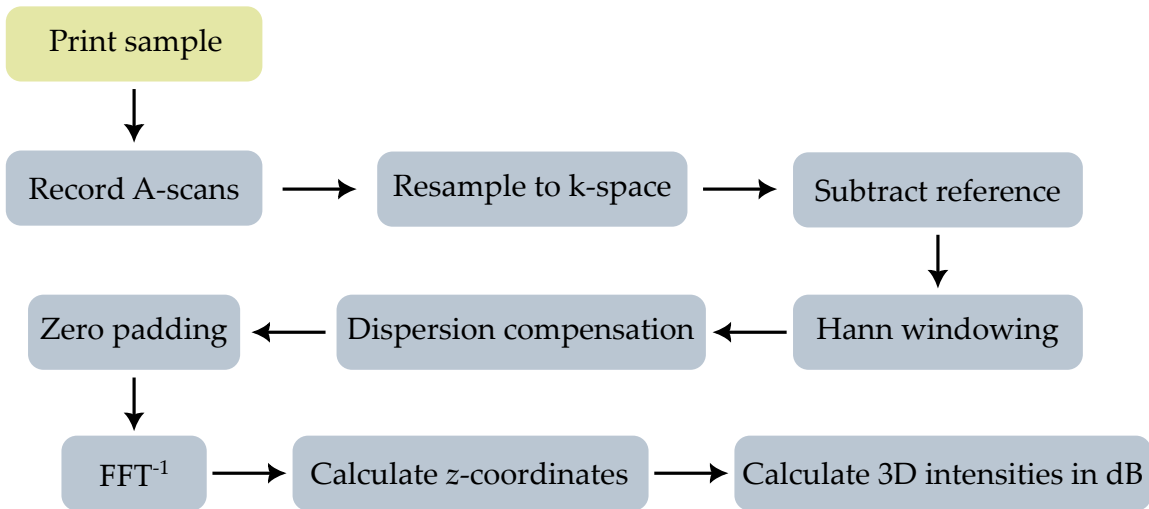 Print sample
Record A-scans
Resample to k-space
Subtract reference
Hann windowing
Dispersion compensation
Zero padding
FFT⁻¹
Calculate z-coordinates
Calculate 3D intensities in dB